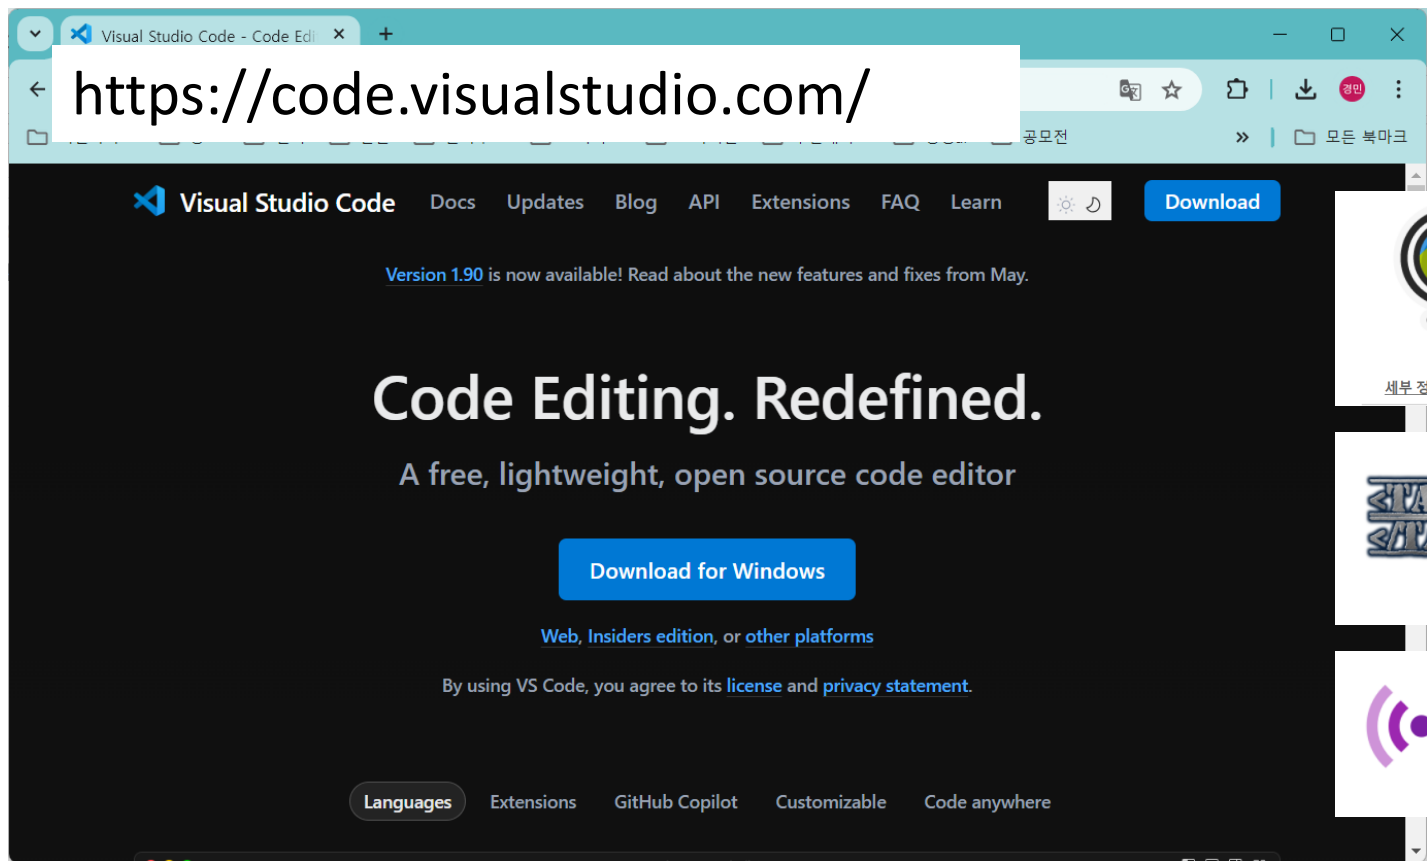 Visual Studio Code - Code Edi
https://code.visualstudio.com/
경민
공모전
모든 북마크
Visual Studio Code Docs Updates Blog API Extensions FAQ Learn Download
Version 1.90 is now available! Read about the new features and fixes from May.
세부 정
Code Editing. Redefined.
A free, lightweight, open source code editor
Download for Windows
Web, Insiders edition, or other platforms
By using VS Code, you agree to its license and privacy statement.
Languages Extensions GitHub Copilot Customizable Code anywhere